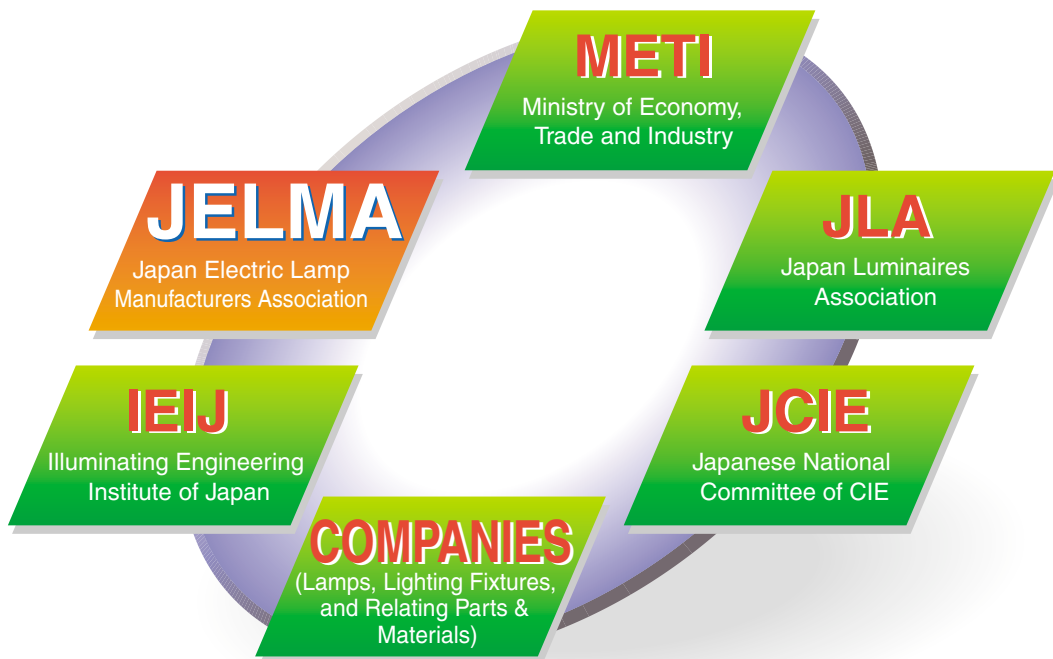 METI
Ministry of Economy,
Trade and Industry
JELMA
Japan Electric Lamp
Manufacturers Association
JLA
Japan Luminaires
Association
IEIJ
Illuminating Engineering
Institute of Japan
JCIE
Japanese National
Committee of CIE
COMPANIES
(Lamps, Lighting Fixtures,
and Relating Parts &
Materials)